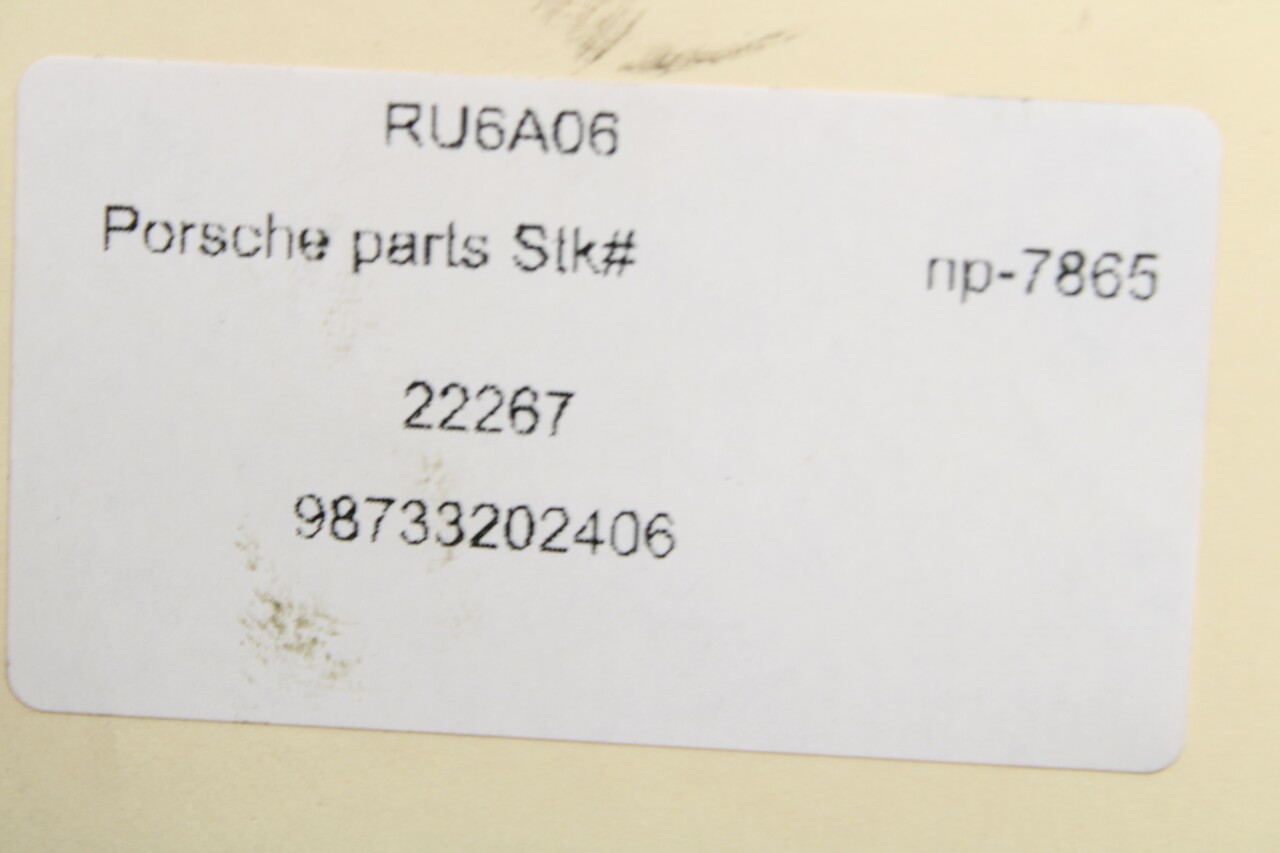 RU6A06
Porsche parts Stk# np-7865
22267
98733202406